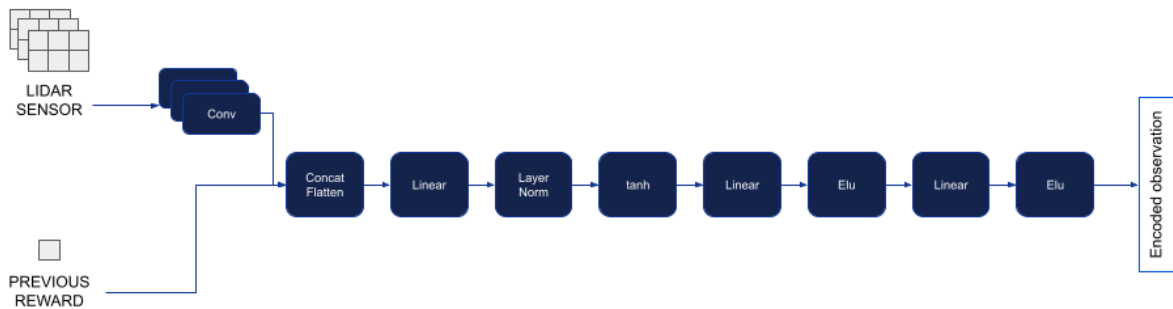 LIDAR
SENSOR
Conv
Concat
Flatten
Linear
Layer
Norm
tanh
Linear
Elu
Linear
Elu
Encoded observation
PREVIOUS
REWARD